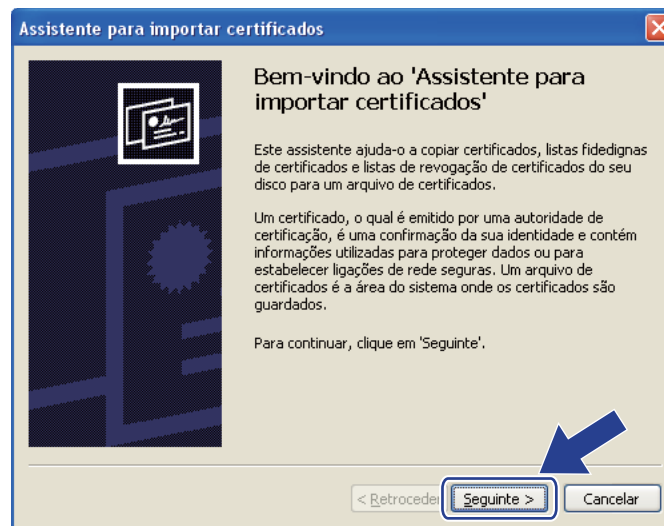 Assistente para importar certificados
Bem-vindo ao 'Assistente para
importar certificados'
Este assistente ajuda-o a copiar certificados, listas fidedignas
de certificados e listas de revogação de certificados do seu
disco para um arquivo de certificados.
Um certificado, o qual é emitido por uma autoridade de
certificação, é uma confirmação da sua identidade e contém
informações utilizadas para proteger dados ou para
estabelecer ligações de rede seguras. Um arquivo de
certificados é a área do sistema onde os certificados são
guardados.
Para continuar, clique em 'Seguinte'.
< Retroceder
Seguinte >
Cancelar